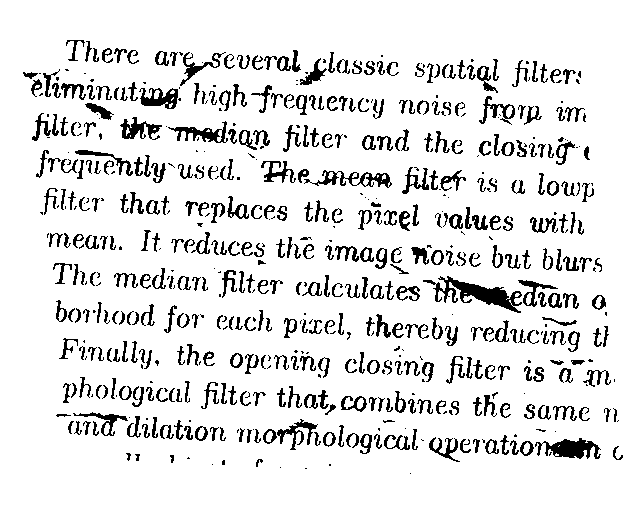 There are several classic spatial filters
eliminating high-frequency noise from im
filter, the median filter and the closing
frequently used. The mean filter is a lowp
filter that replaces the pixel values with
mean. It reduces the image noise but blurs
The median filter calculates the median o
borhood for each pixel, thereby reducing th
Finally, the opening closing filter is a m
phological filter that combines the same n
and dilation morphological operation